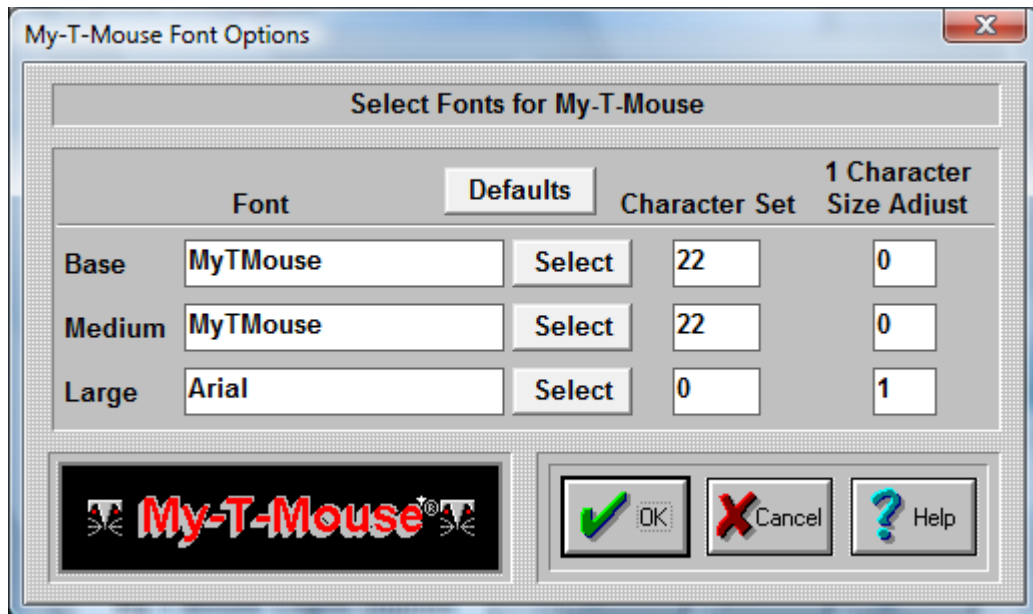 My-T-Mouse Font Options
X
Select Fonts for My-T-Mouse
Font
Defaults
Character Set
1 Character
Size Adjust
Base MyTMouse Select 22 0
Medium MyTMouse Select 22 0
Large Arial Select 0 1
My-T-Mouse®
OK Cancel ? Help